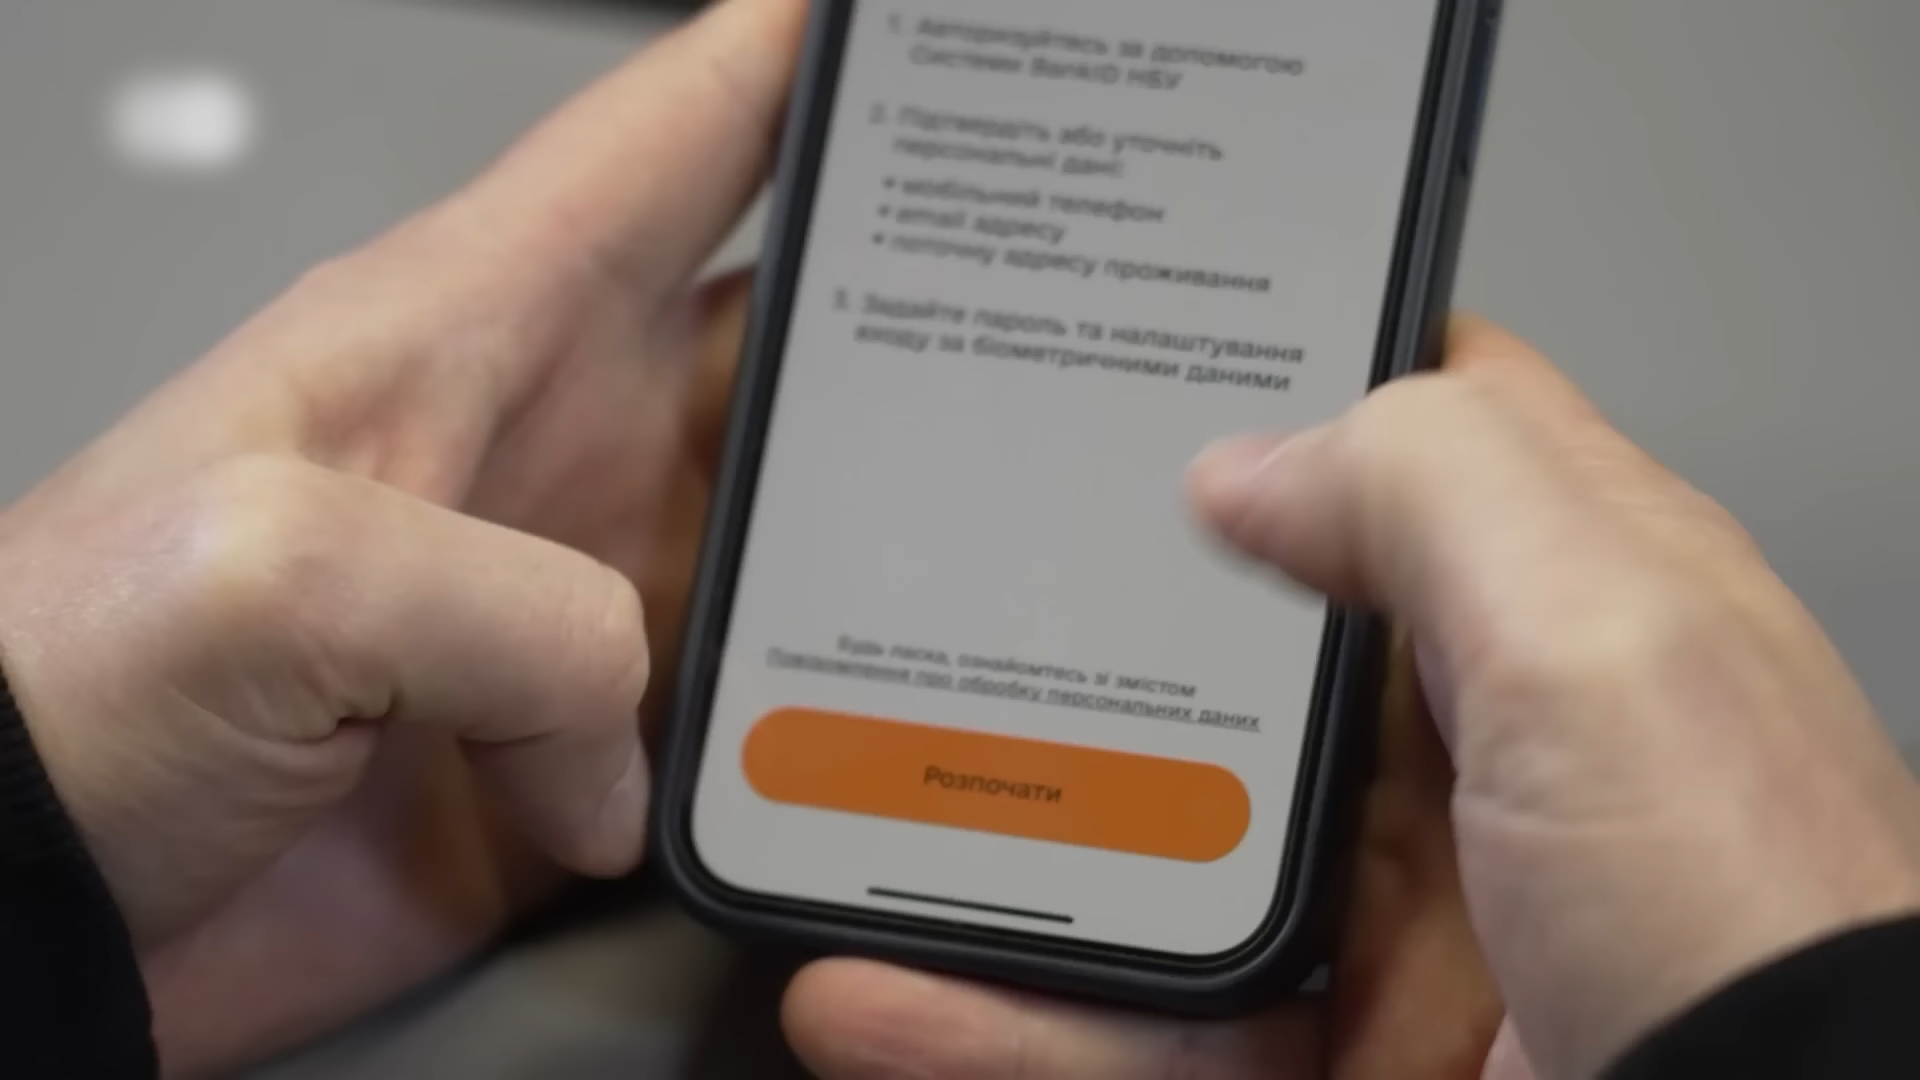 1. Авторизуйтесь за допомогою
Системи BankID НБУ
2. Підтвердіть або уточніть
персональні дані:
• мобільний телефон
• email адресу
• поточну адресу проживання
3. Задайте пароль та налаштування
входу за біометричними даними
Будь ласка, ознайомтесь зі змістом
Повідомлення про обробку персональних даних
Розпочати